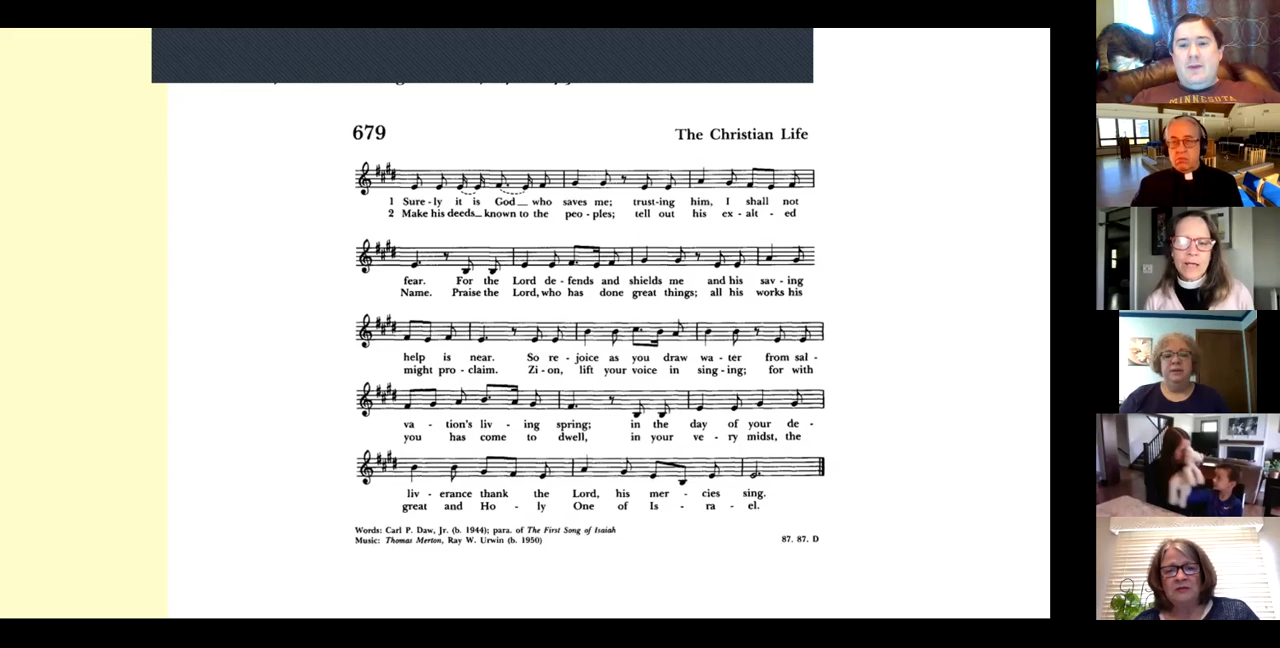 679
The Christian Life
1 Sure - ly it is God who saves me; trust-ing him, I shall not
2 Make his deeds known to the peo - ples; tell out his ex - alt - ed
fear. For the Lord de - fends and shields me and his sav - ing
Name. Praise the Lord, who has done great things; all his works his
help is near. So re - joice as you draw wa - ter from sal -
might pro - claim. Zi - on, lift your voice in sing - ing; for with
va - tion's liv - ing spring; in the day of your de -
you has come to dwell, in your ve - ry midst, the
liv - erance thank the Lord, his mer - cies sing.
great and Ho - ly One of Is - ra - el.
Words: Carl P. Daw, Jr. (b. 1944); para. of The First Song of Isaiah
Music: Thomas Merton, Ray W. Urwin (b. 1950)
87. 87. D
MINNESOTA